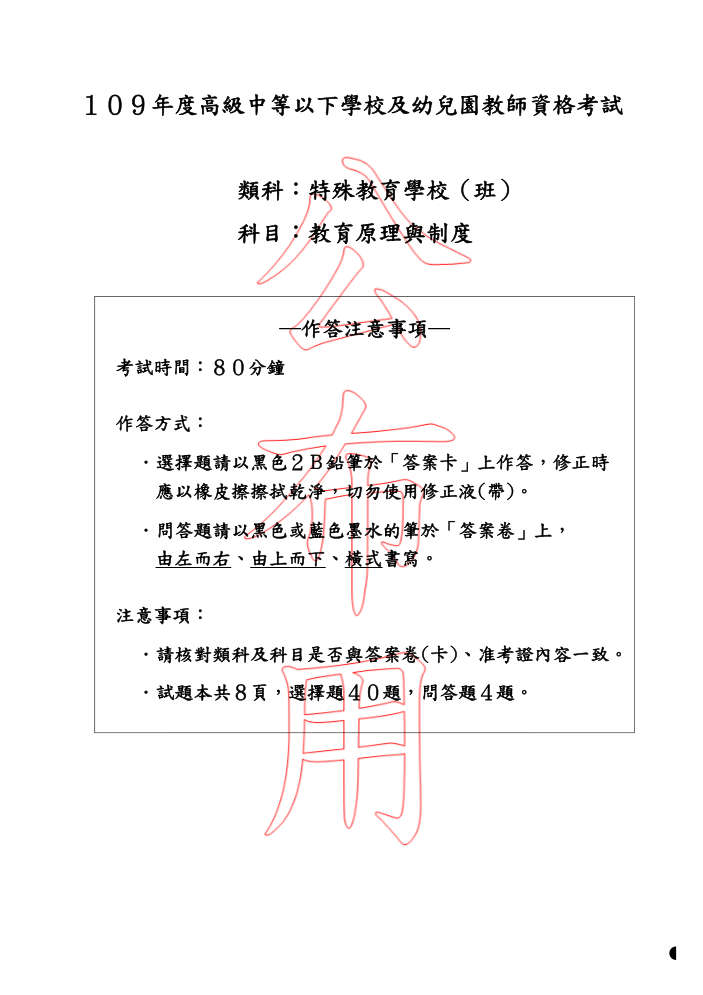 109年度高級中等以下學校及幼兒園教師資格考試
類科：特殊教育學校（班）
科目：教育原理與制度
—作答注意事項—
考試時間：80分鐘
作答方式：
．選擇題請以黑色2B鉛筆於「答案卡」上作答，修正時
應以橡皮擦擦拭乾淨，切勿使用修正液(帶)。
．問答題請以黑色或藍色墨水的筆於「答案卷」上，
由左而右、由上而下、橫式書寫。
注意事項：
．請核對類科及科目是否與答案卷(卡)、准考證內容一致。
．試題本共8頁，選擇題40題，問答題4題。
公布用